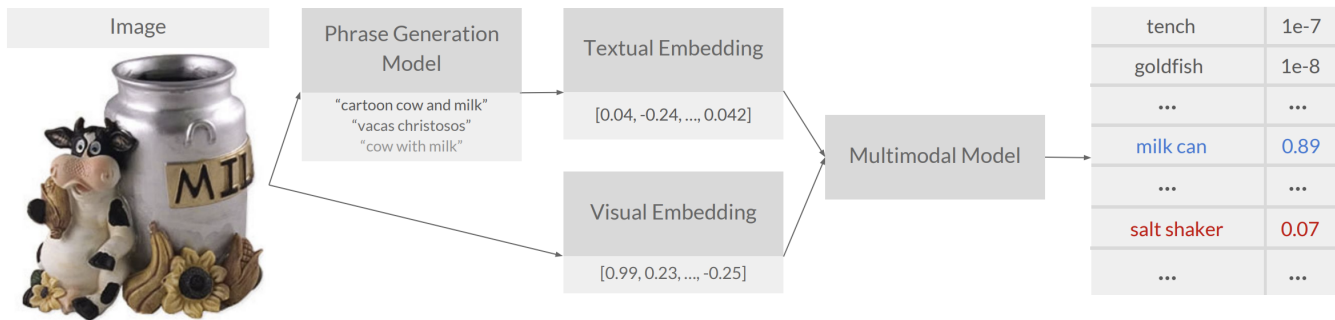 Image
MILK
Phrase Generation
Model
“cartoon cow and milk”
“vacas christosos”
“cow with milk”
Textual Embedding
[0.04, -0.24, ..., 0.042]
Visual Embedding
[0.99, 0.23, ..., -0.25]
Multimodal Model
tench 1e-7
goldfish 1e-8
... ...
milk can 0.89
... ...
salt shaker 0.07
... ...